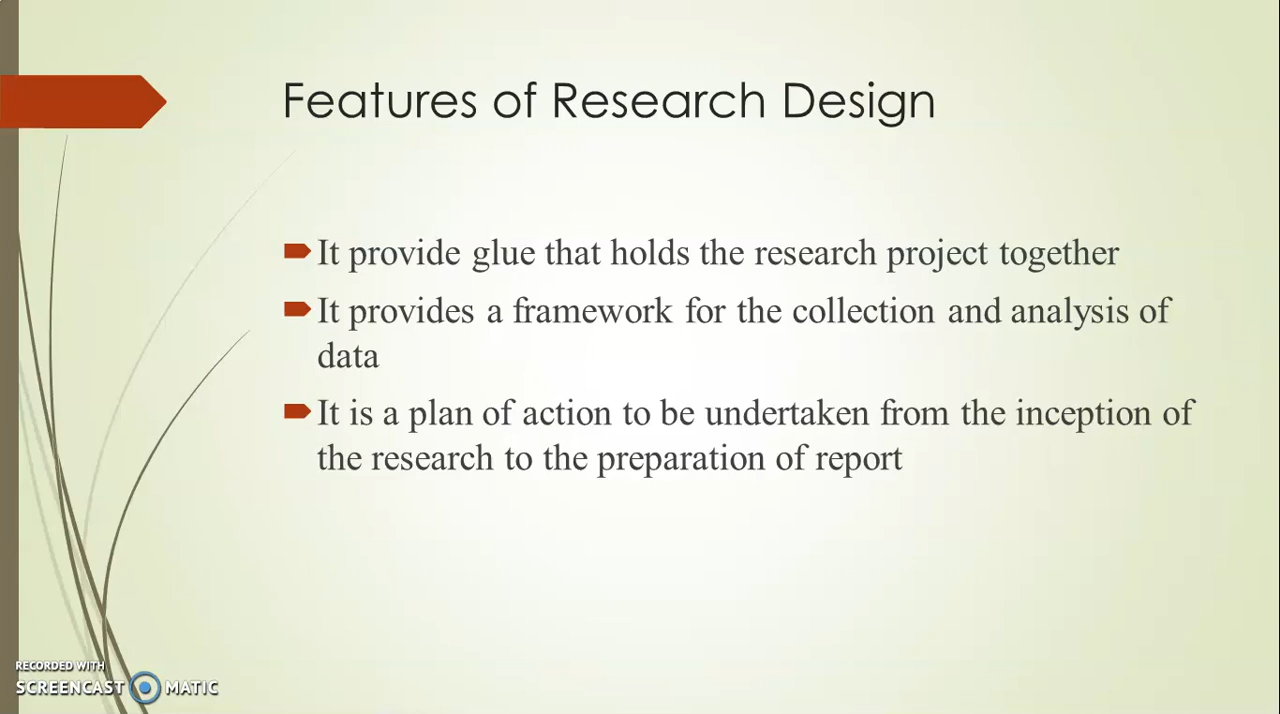 Features of Research Design
It provide glue that holds the research project together
It provides a framework for the collection and analysis of
data
It is a plan of action to be undertaken from the inception of
the research to the preparation of report
RECORDED WITH
SCREENCAST MATIC